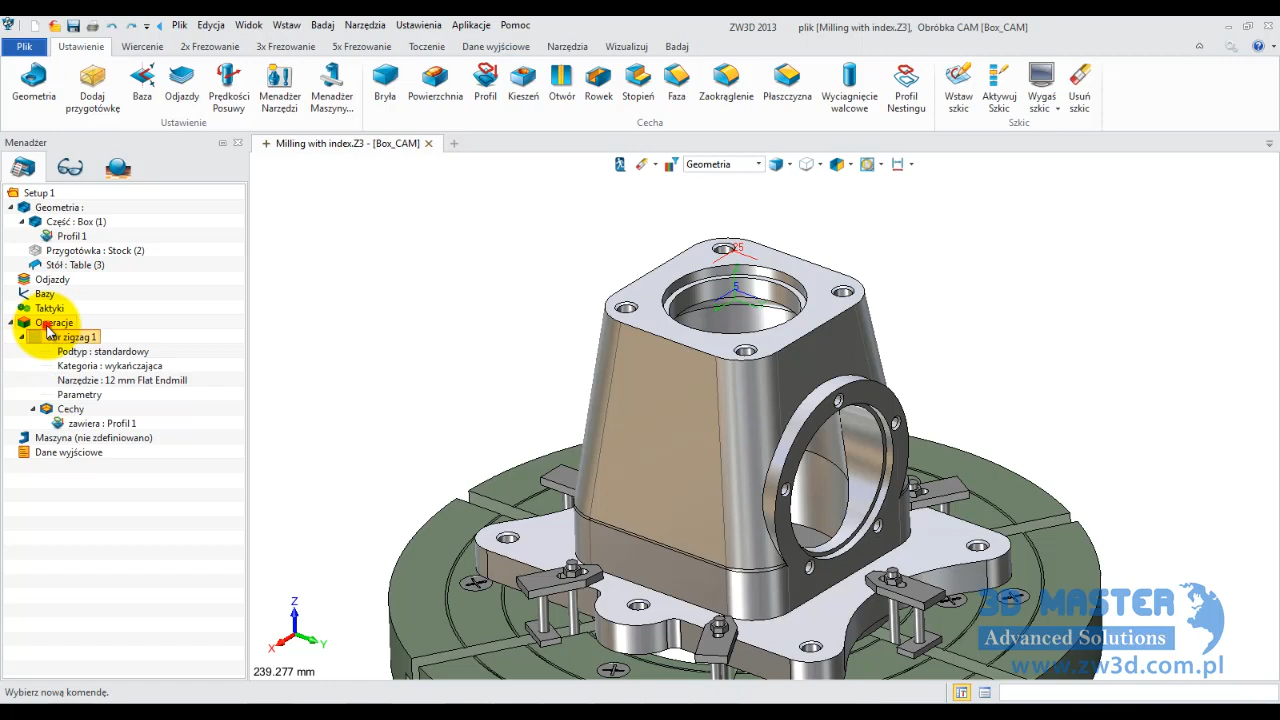 Plik Edycja Widok Wstaw Badaj Narzędzia Ustawienia Aplikacje Pomoc ZW3D 2013 plik [Milling with index.Z3], Obróbka CAM [Box_CAM]
Plik Ustawienie Wiercenie 2x Frezowanie 3x Frezowanie 5x Frezowanie Toczenie Dane wyjściowe Narzędzia Wizualizuj Badaj
Geometria Dodaj Baza Odjazdy Prędkości Menadżer Menadżer Bryła Powierzchnia Profil Kieszeń Otwór Rowek Stopień Faza Zaokrąglenie Płaszczyzna Wyciągnięcie Profil Wstaw Aktywuj Wygaś Usuń
przygotówkę Posuwy Narzędzi Maszyny... walcowe Nestingu szkic Szkic szkic szkic
Ustawienie Cecha Szkic
Menadżer Milling with index.Z3 - [Box_CAM]
Geometria
Setup 1
Geometria :
Część : Box (1)
Profil 1
Przygotówka : Stock (2)
Stół : Table (3)
Odjazdy
Bazy
Taktyki
Operacje
zigzag 1
Podtyp : standardowy
Kategoria : wykańczająca
Narzędzie : 12 mm Flat Endmill
Parametry
Cechy
zawiera : Profil 1
Maszyna (nie zdefiniowano)
Dane wyjściowe
25
5
Z
X
Y
239.277 mm
3D MASTER
Advanced Solutions
www.zw3d.com.pl
Wybierz nową komendę.